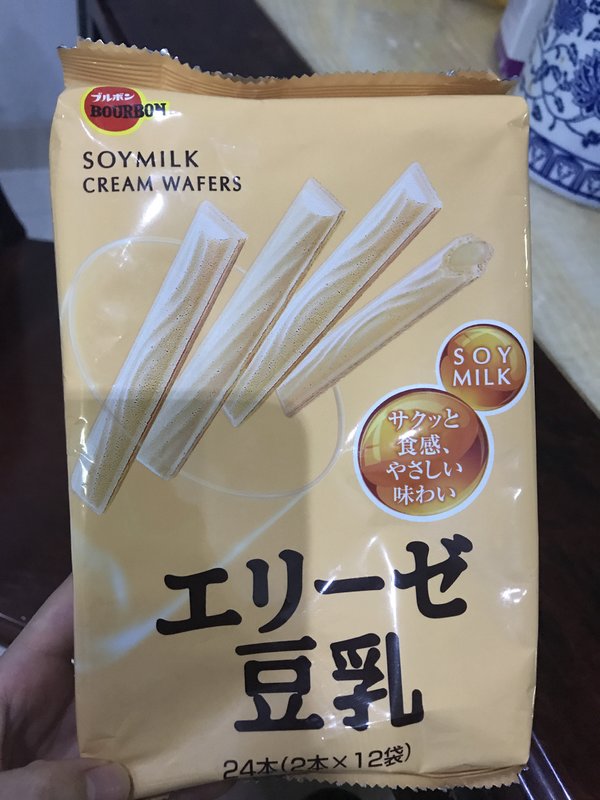 ブルボン
BOURBON
SOYMILK
CREAM WAFERS
SOY
MILK
サクッと
食感、
やさしい
味わい
エリーゼ
豆乳
24本(2本×12袋)